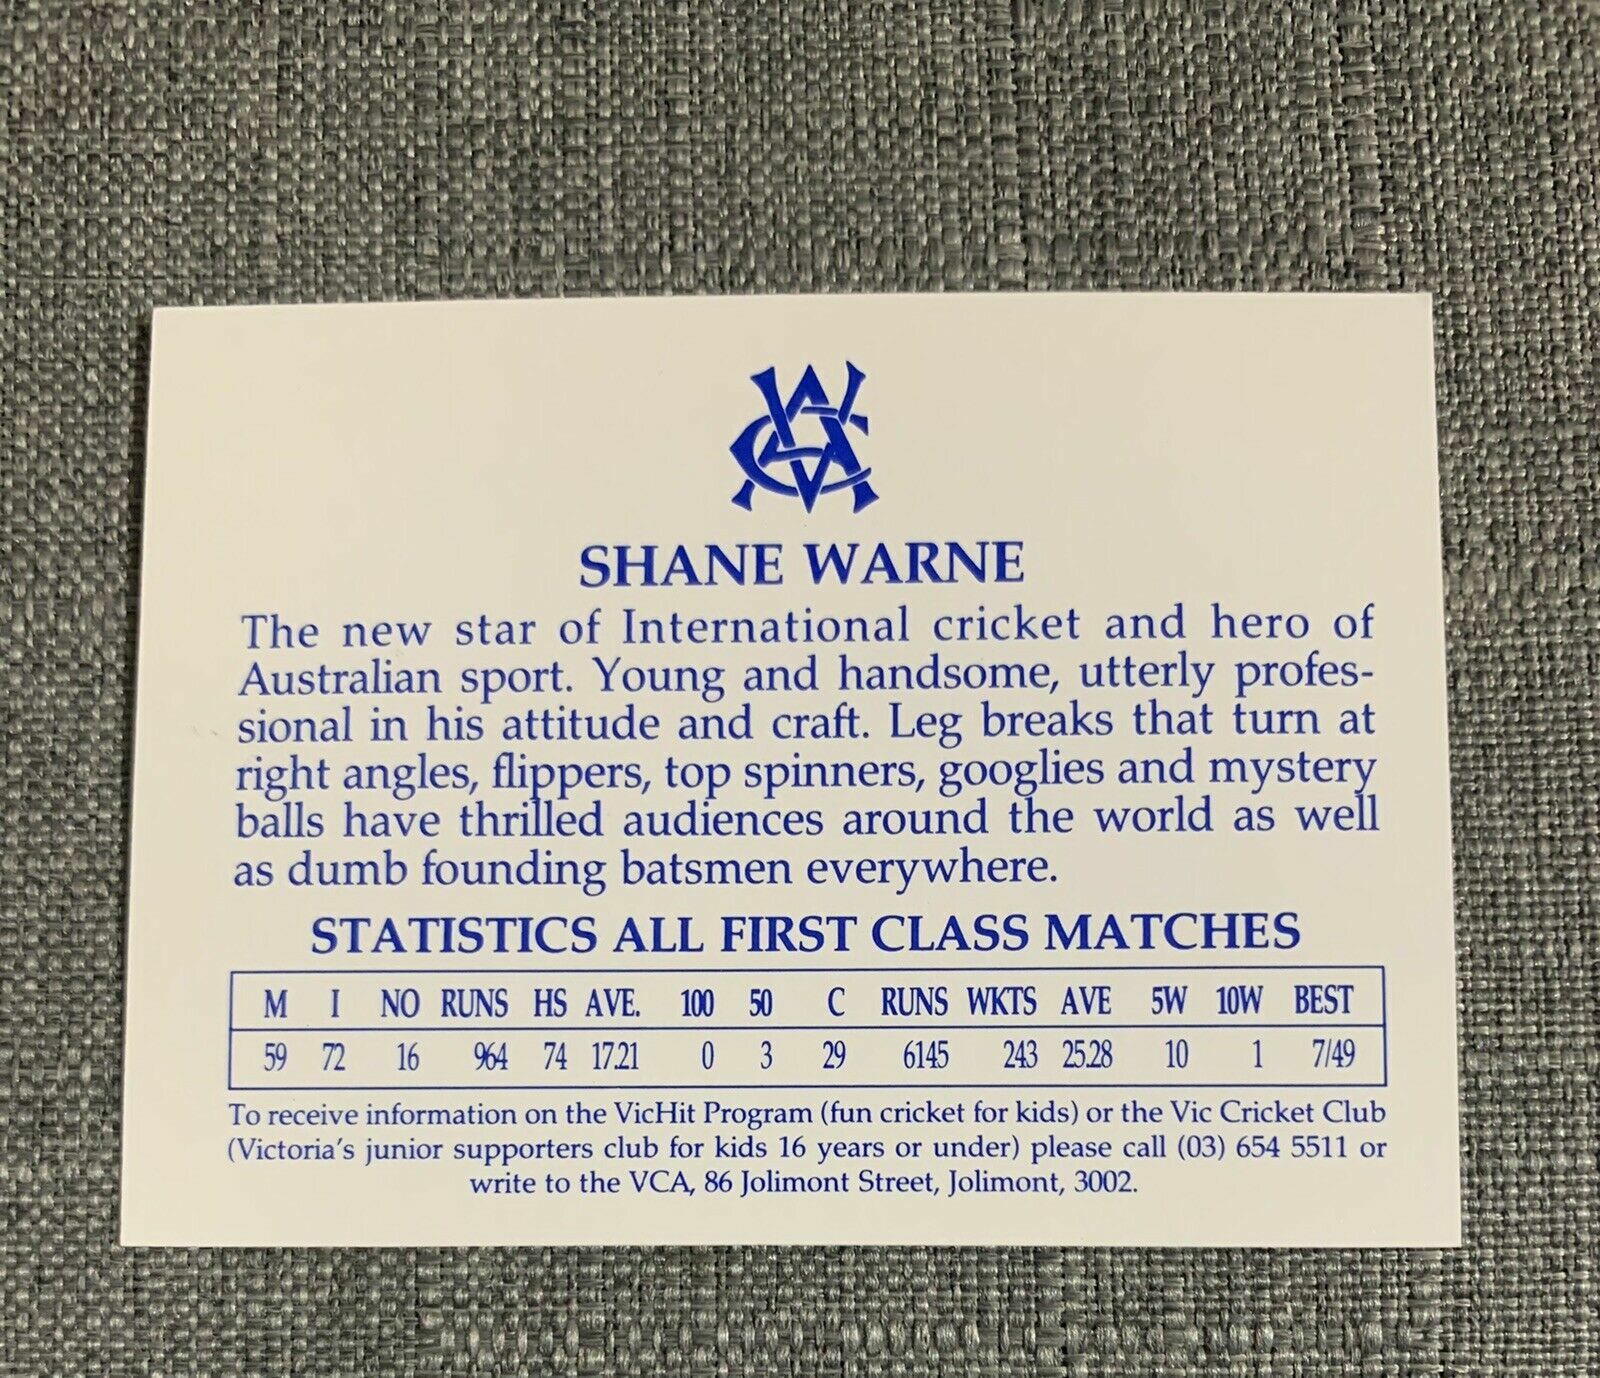 VCA
SHANE WARNE
The new star of International cricket and hero of
Australian sport. Young and handsome, utterly profes-
sional in his attitude and craft. Leg breaks that turn at
right angles, flippers, top spinners, googlies and mystery
balls have thrilled audiences around the world as well
as dumb founding batsmen everywhere.
STATISTICS ALL FIRST CLASS MATCHES
M I NO RUNS HS AVE. 100 50 C RUNS WKTS AVE 5W 10W BEST
59 72 16 964 74 17.21 0 3 29 6145 243 25.28 10 1 7/49
To receive information on the VicHit Program (fun cricket for kids) or the Vic Cricket Club
(Victoria's junior supporters club for kids 16 years or under) please call (03) 654 5511 or
write to the VCA, 86 Jolimont Street, Jolimont, 3002.